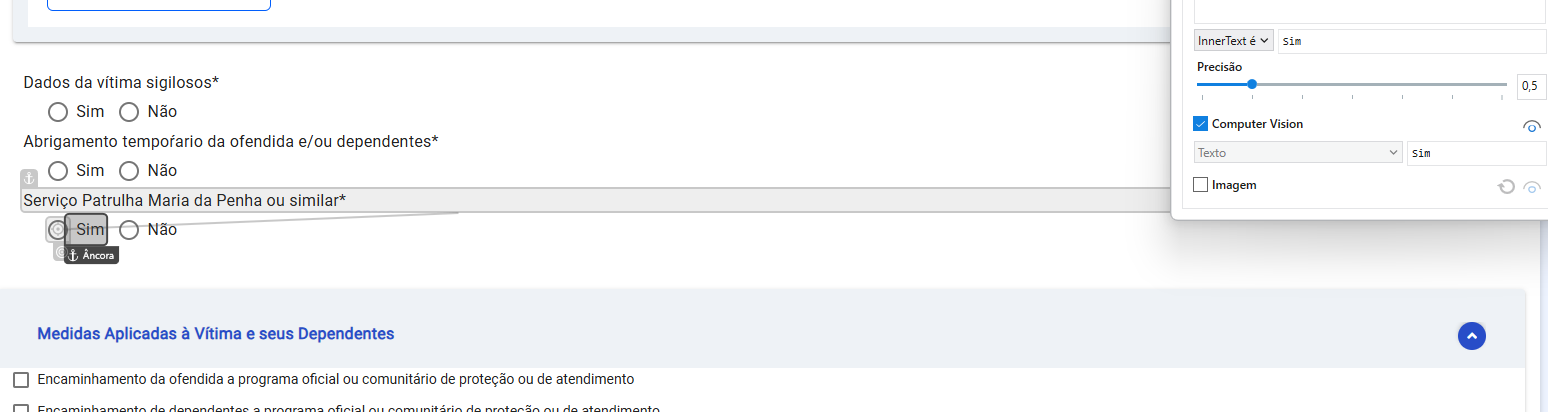 InnerText é
Sim
Precisão
0,5
Computer Vision
Texto
Sim
Imagem
Dados da vítima sigilosos*
Sim Não
Abrigamento tempoŕario da ofendida e/ou dependentes*
Sim Não
Serviço Patrulha Maria da Penha ou similar*
Sim Não
Âncora
Medidas Aplicadas à Vítima e seus Dependentes
Encaminhamento da ofendida a programa oficial ou comunitário de proteção ou de atendimento
Encaminhamento de dependentes a programa oficial ou comunitário de proteção ou de atendimento